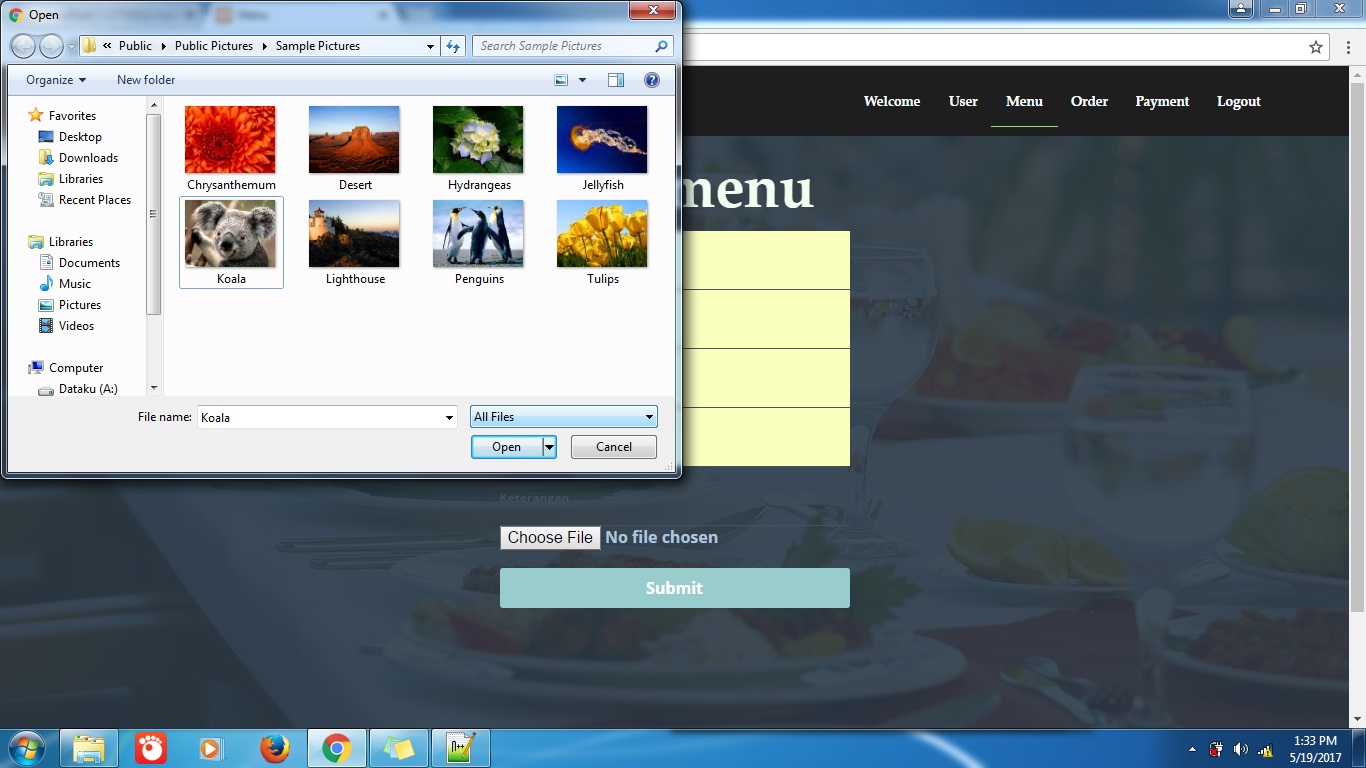 Open
Menu
« Public Public Pictures Sample Pictures
Search Sample Pictures
Organize New folder
Favorites
Desktop
Downloads
Libraries
Recent Places
Libraries
Documents
Music
Pictures
Videos
Computer
Dataku (A:)
Chrysanthemum Desert Hydrangeas Jellyfish
Koala Lighthouse Penguins Tulips
File name: Koala All Files
Open Cancel
Welcome User Menu Order Payment Logout
menu
Keterangan
Choose File No file chosen
Submit
1:33 PM
5/19/2017